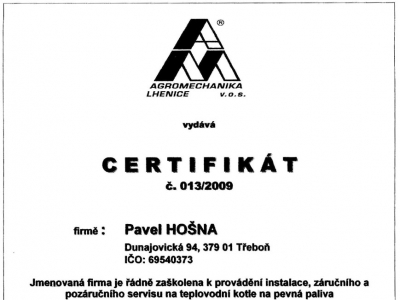 AGROMECHANIKA
LHENICE v.o.s.
vydává
CERTIFIKÁT
č. 013/2009
firmě : Pavel HOŠNA
Dunajovická 94, 379 01 Třeboň
IČO: 69540373
Jmenovaná firma je řádně zaškolena k provádění instalace, záručního a
pozáručního servisu na teplovodní kotle na pevná paliva